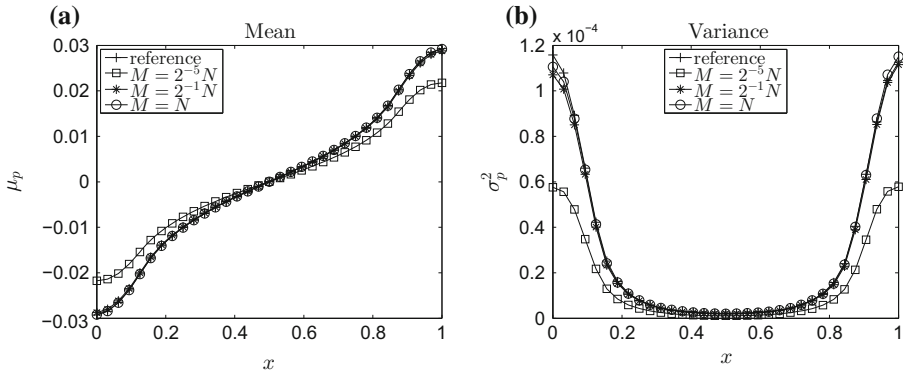 (a)
Mean
0.03
0.02
0.01
0
−0.01
−0.02
−0.03
μ_p
reference
M = 2^{-5}N
M = 2^{-1}N
M = N
0 0.2 0.4 0.6 0.8 1
x
(b)
Variance
x 10^{-4}
1.2
1
0.8
0.6
0.4
0.2
0
σ_p^2
reference
M = 2^{-5}N
M = 2^{-1}N
M = N
0 0.2 0.4 0.6 0.8 1
x